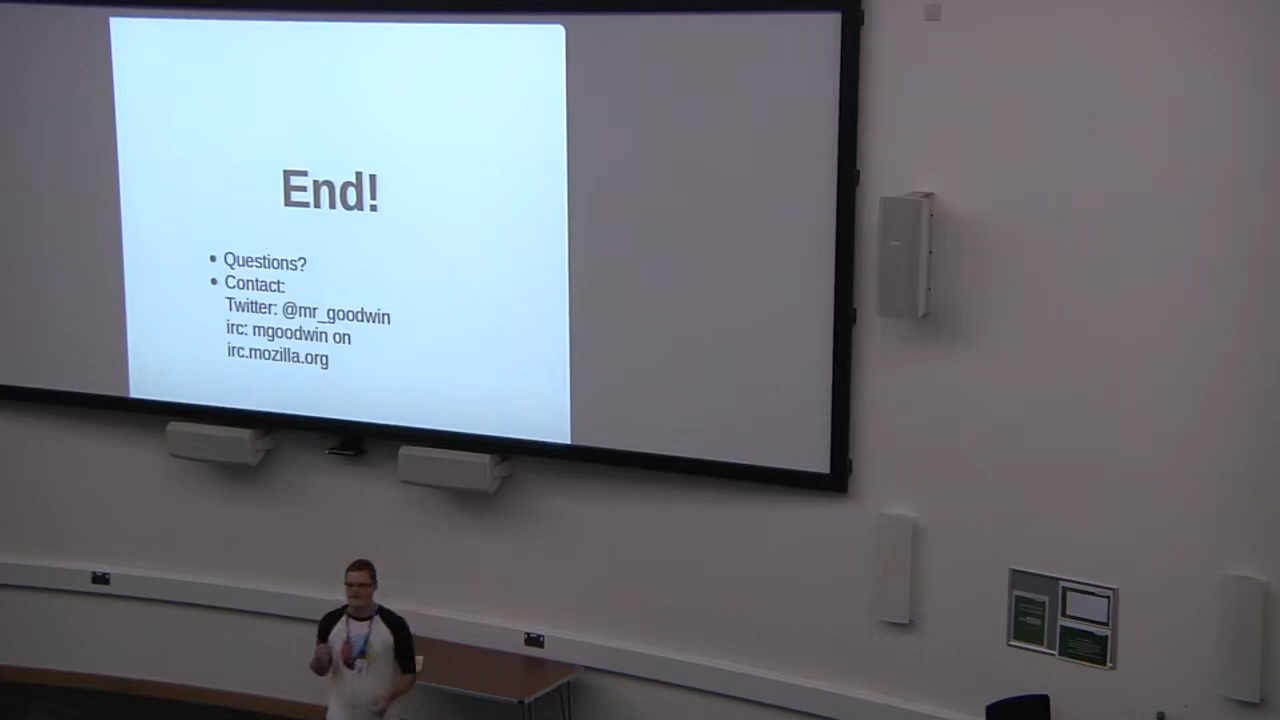 End!
• Questions?
• Contact:
Twitter: @mr_goodwin
irc: mgoodwin on
irc.mozilla.org